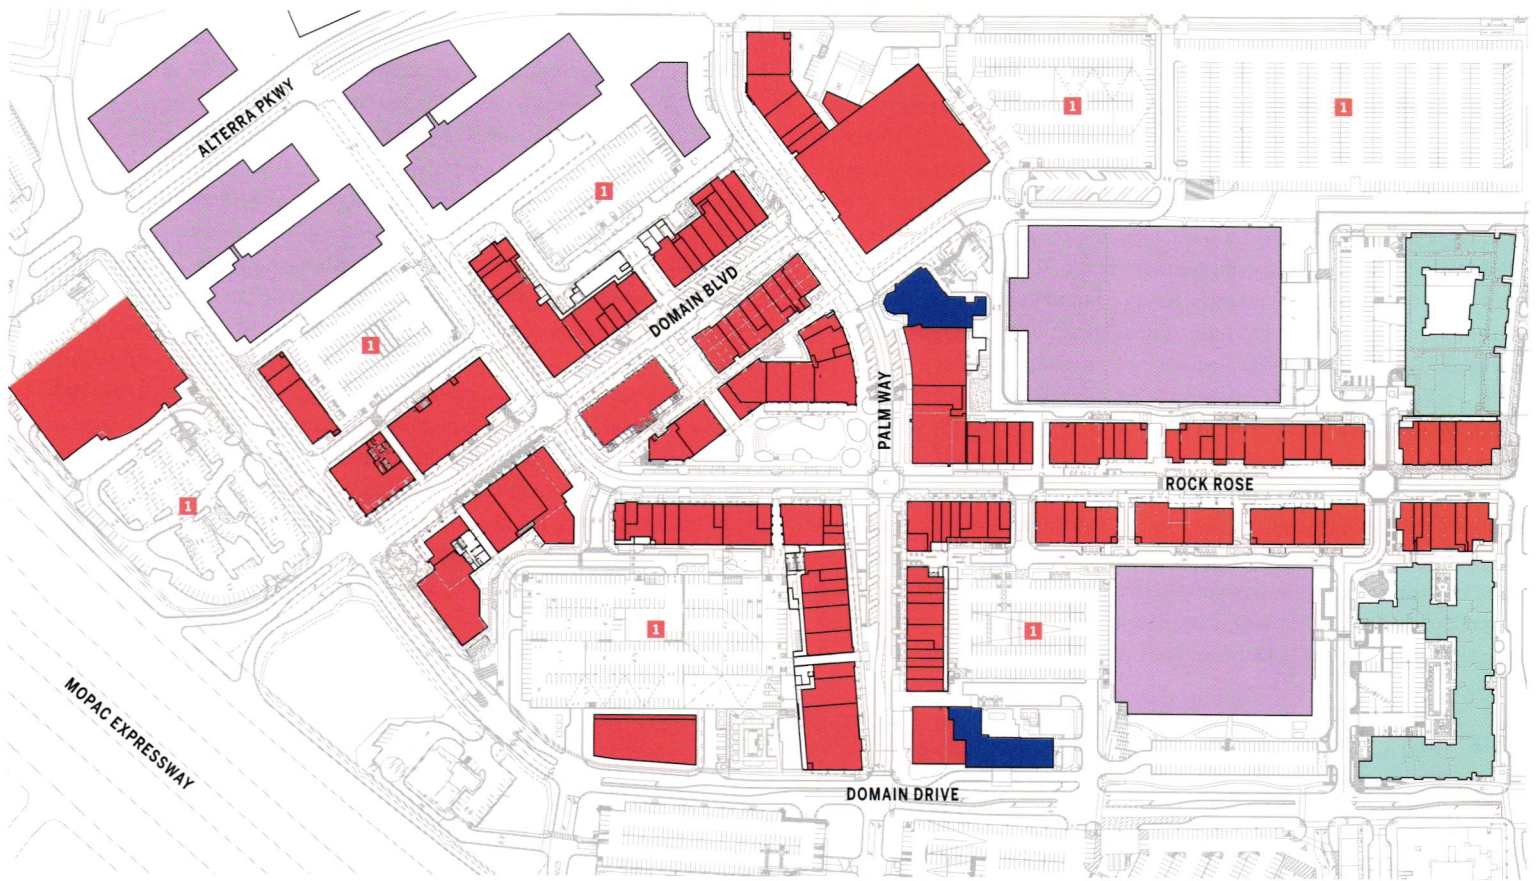 ALTERRA PKWY
1
1
1
DOMAIN BLVD
1
PALM WAY
ROCK ROSE
1
1
1
MOPAC EXPRESSWAY
DOMAIN DRIVE